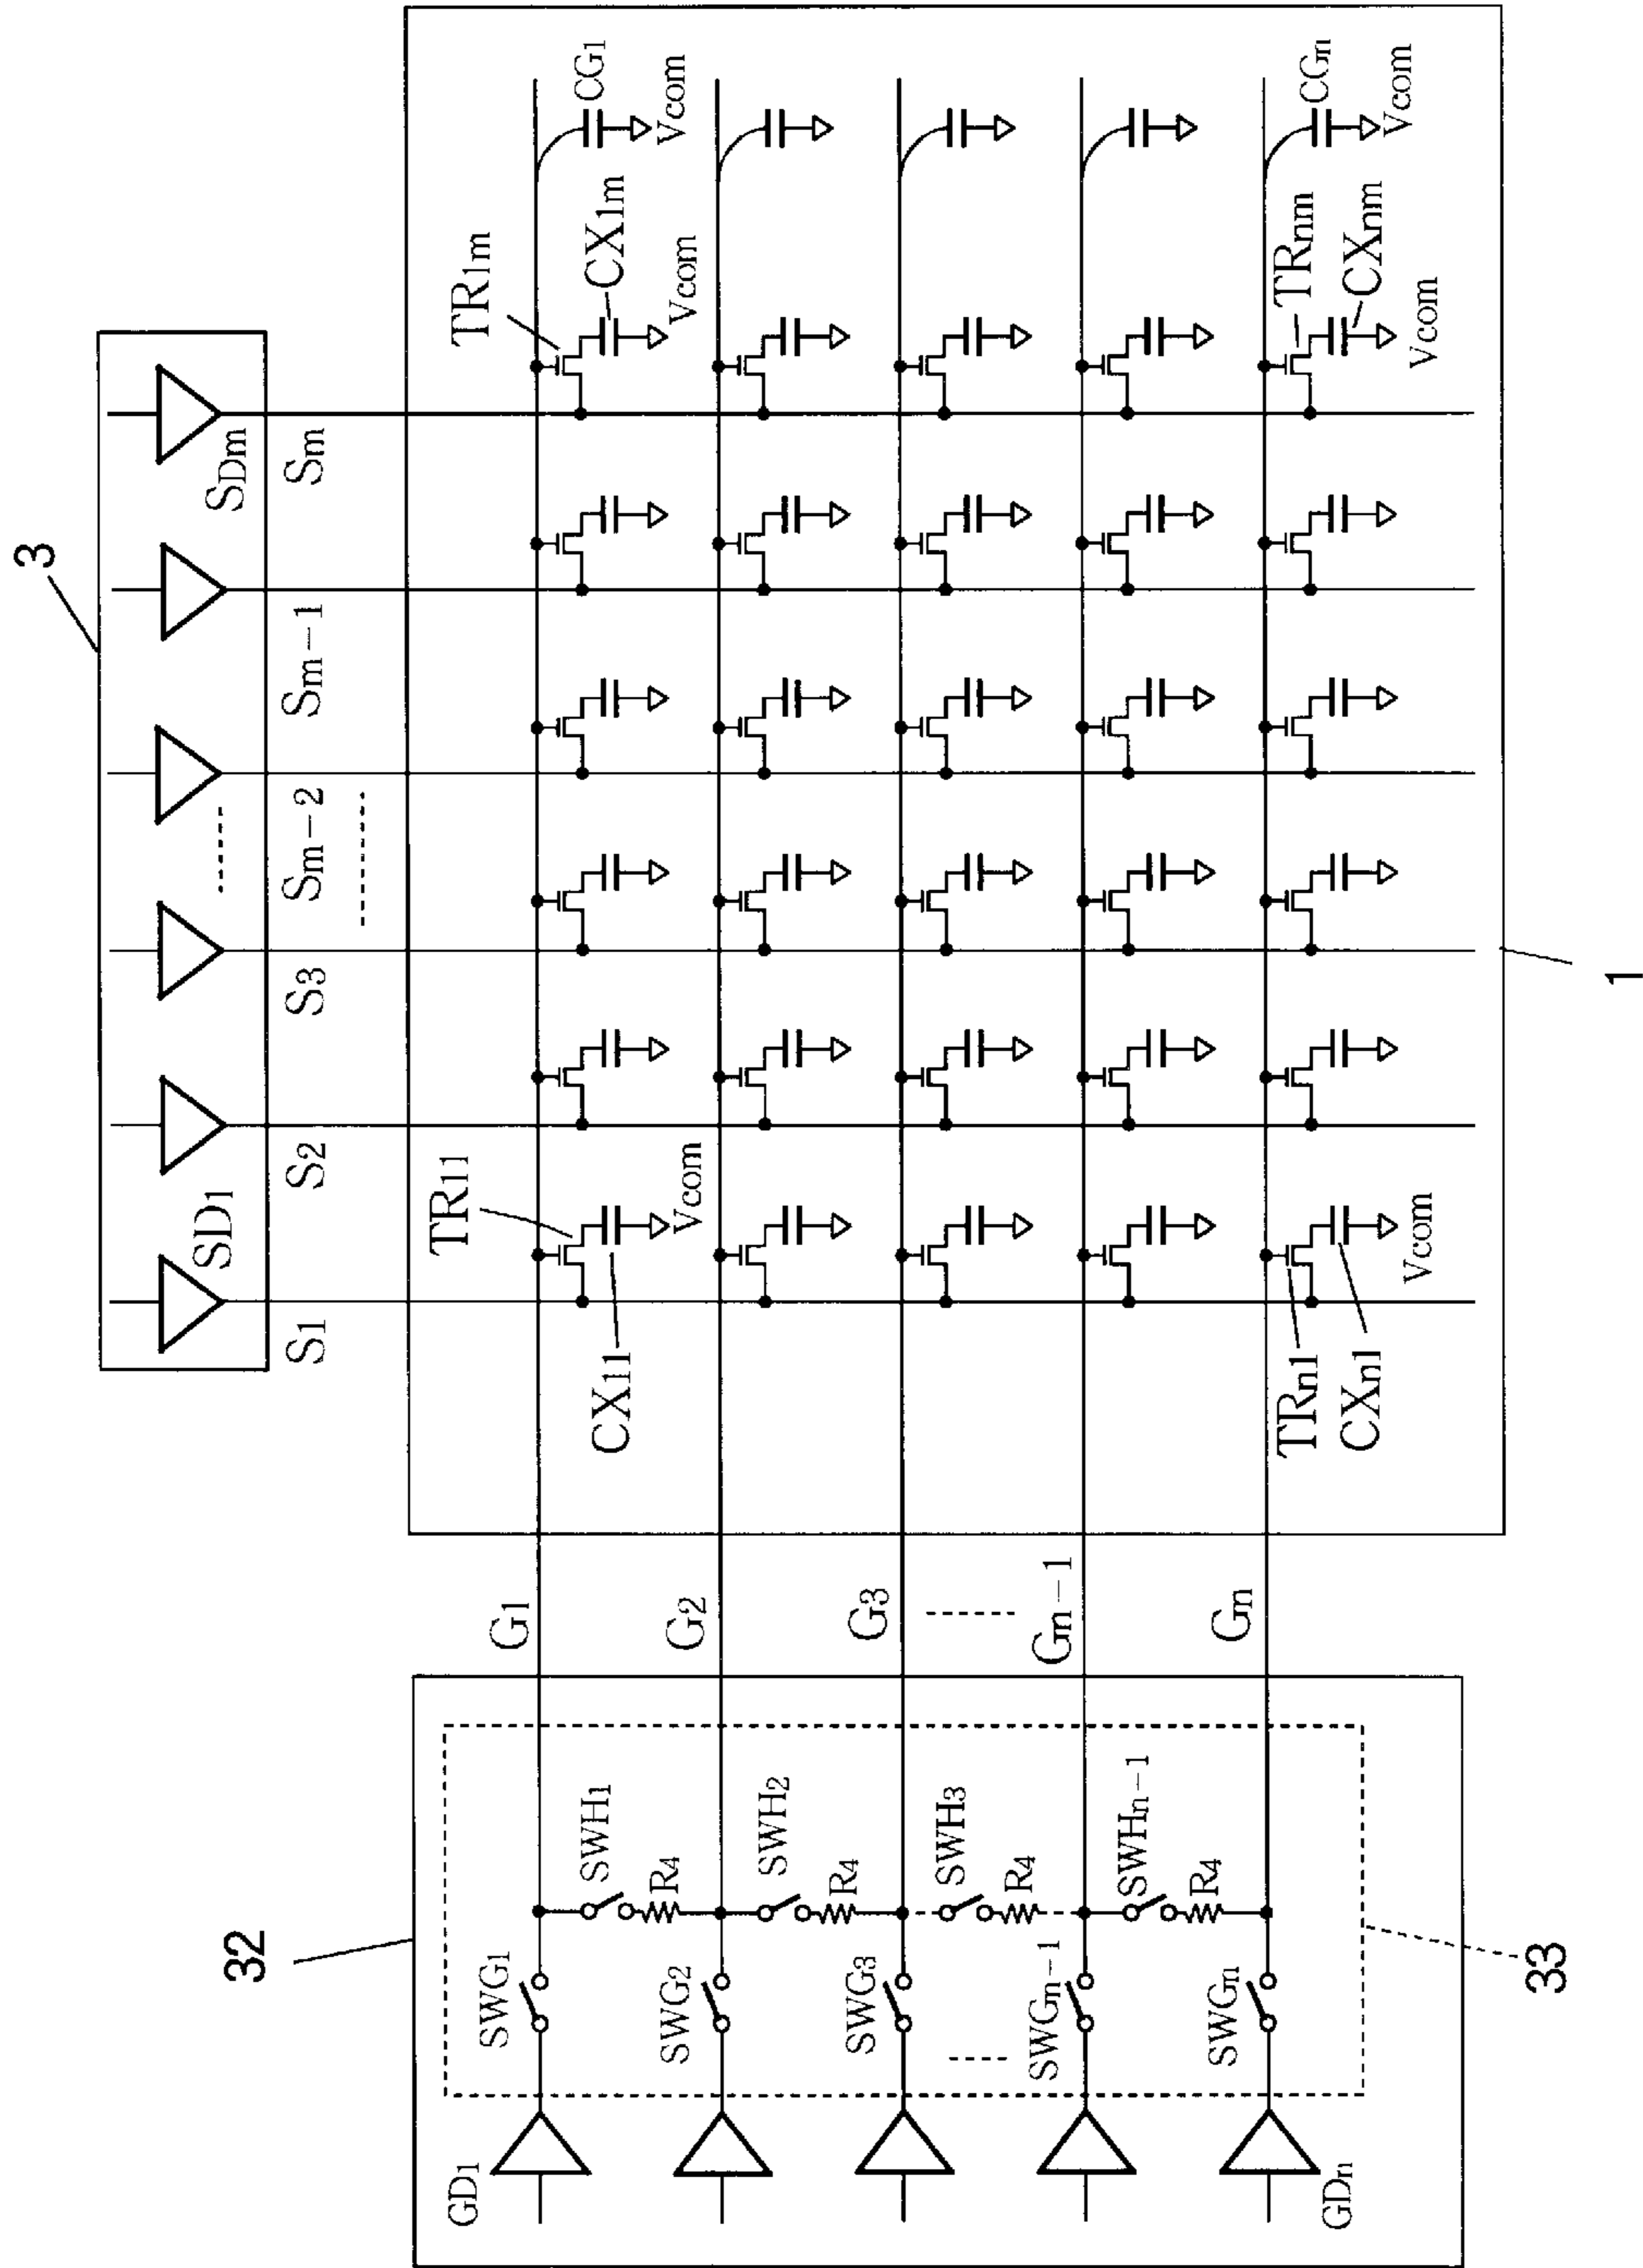 3
SD1
SDm
S1
S2
S3
Sm-2
Sm-1
Sm
32
GD1
SWG1
SWH1
R4
G1
TR11
CX11
Vcom
TR1m
CX1m
Vcom
CG1
Vcom
SWG2
SWH2
R4
G2
SWG3
SWH3
R4
G3
SWGn-1
SWHn-1
R4
Gn-1
GDn
SWGn
Gn
TRn1
CXn1
Vcom
TRnm
CXnm
Vcom
CGn
Vcom
33
1